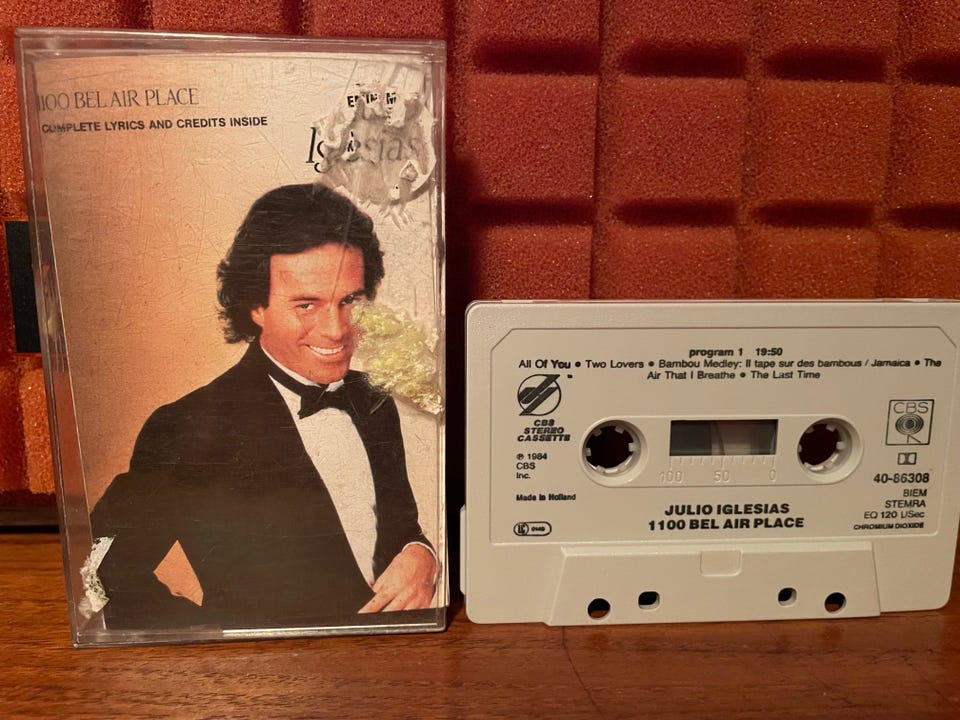 1100 BEL AIR PLACE
COMPLETE LYRICS AND CREDITS INSIDE
Iglesias
program 1 19:50
All Of You • Two Lovers • Bambou Medley: Il tape sur des bambous / Jamaica • The
Air That I Breathe • The Last Time
CBS
STEREO
CASSETTE
℗ 1984
CBS
Inc.
Made in Holland
LC 0149
100 50 0
CBS
40-86308
BIEM
STEMRA
EQ 120 USec
CHROMIUM DIOXIDE
JULIO IGLESIAS
1100 BEL AIR PLACE